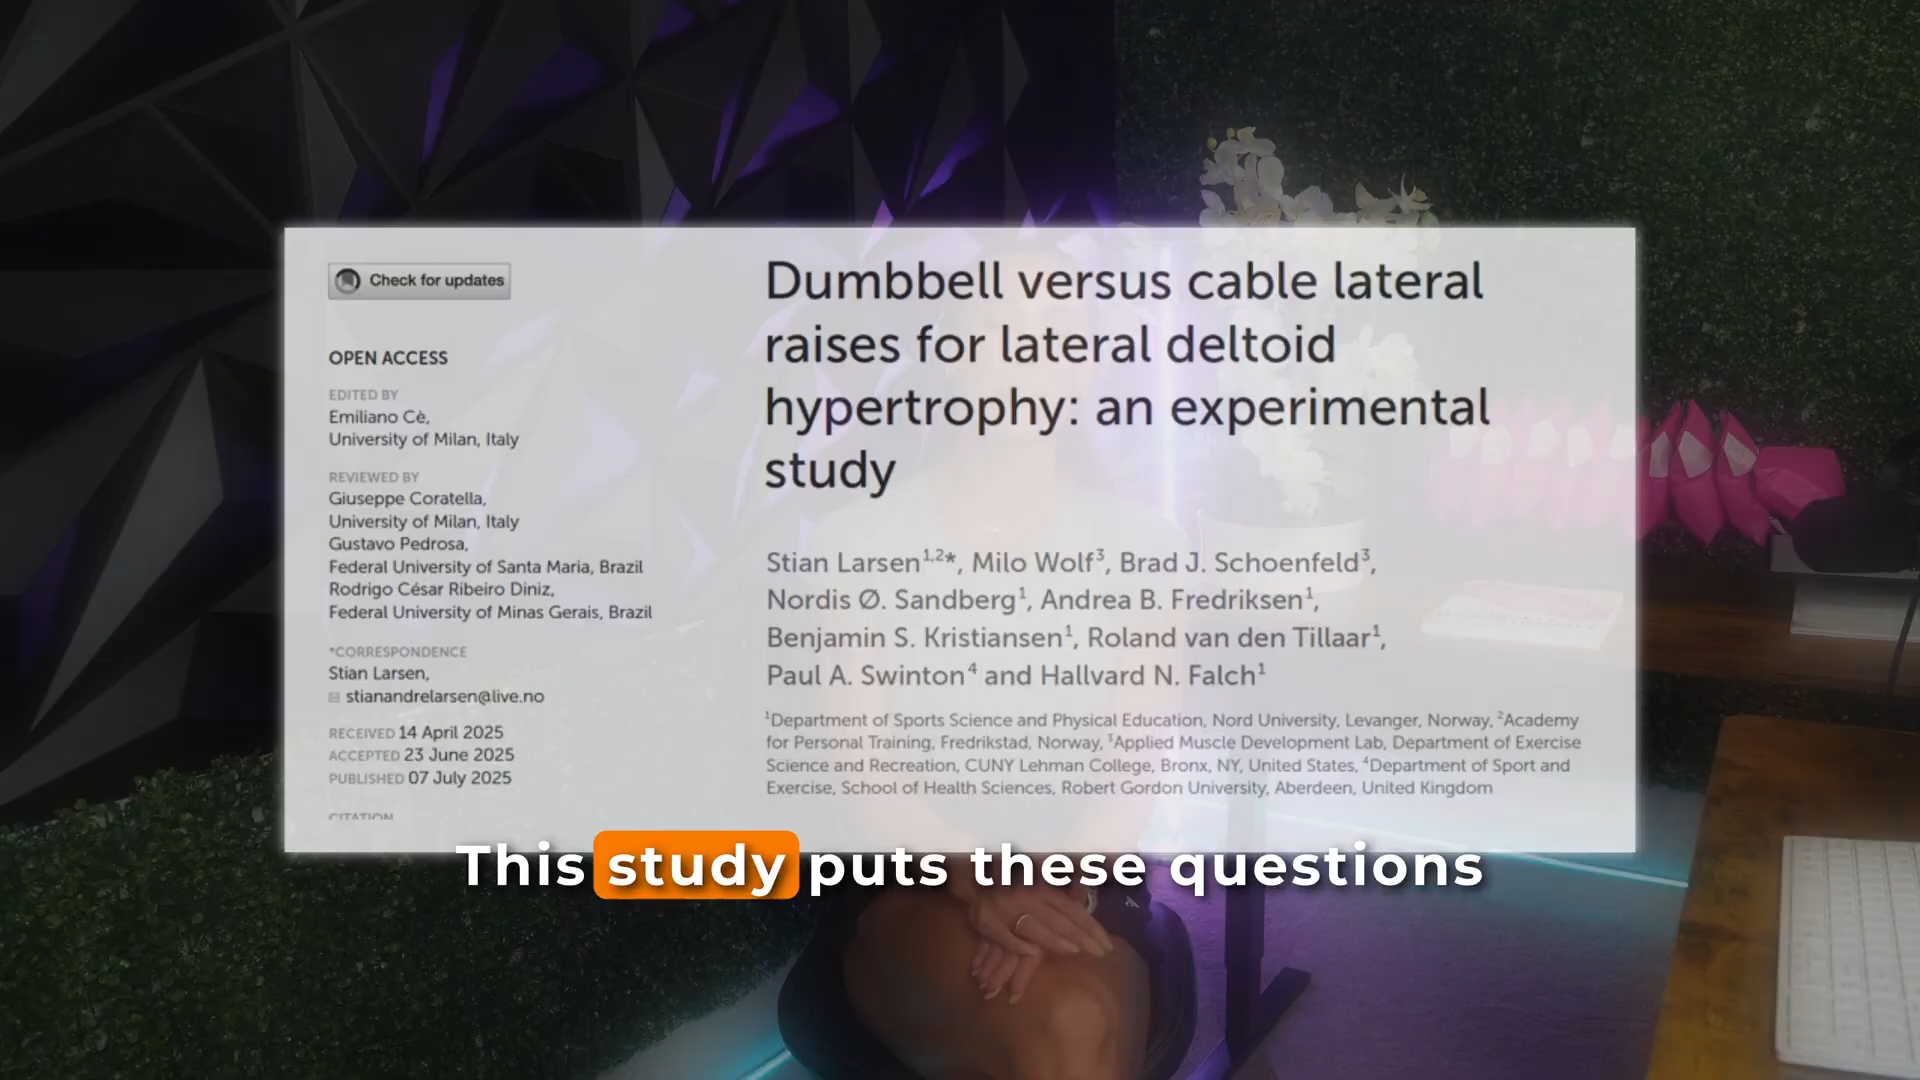 Check for updates
OPEN ACCESS
EDITED BY
Emiliano Cè,
University of Milan, Italy
REVIEWED BY
Giuseppe Coratella,
University of Milan, Italy
Gustavo Pedrosa,
Federal University of Santa Maria, Brazil
Rodrigo César Ribeiro Diniz,
Federal University of Minas Gerais, Brazil
*CORRESPONDENCE
Stian Larsen,
stianandrelarsen@live.no
RECEIVED 14 April 2025
ACCEPTED 23 June 2025
PUBLISHED 07 July 2025
CITATION
Dumbbell versus cable lateral
raises for lateral deltoid
hypertrophy: an experimental
study
Stian Larsen1,2*, Milo Wolf3, Brad J. Schoenfeld3,
Nordis Ø. Sandberg1, Andrea B. Fredriksen1,
Benjamin S. Kristiansen1, Roland van den Tillaar1,
Paul A. Swinton4 and Hallvard N. Falch1
1Department of Sports Science and Physical Education, Nord University, Levanger, Norway, 2Academy
for Personal Training, Fredrikstad, Norway, 3Applied Muscle Development Lab, Department of Exercise
Science and Recreation, CUNY Lehman College, Bronx, NY, United States, 4Department of Sport and
Exercise, School of Health Sciences, Robert Gordon University, Aberdeen, United Kingdom
This study puts these questions